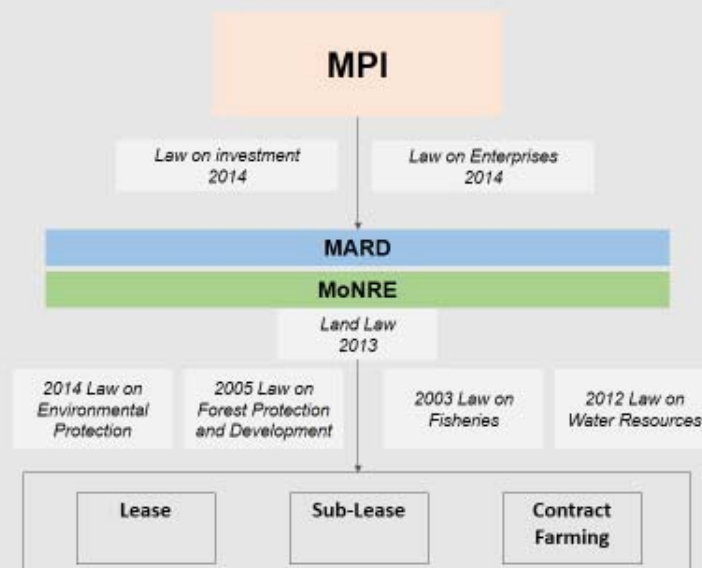 MPI
Law on investment
2014
Law on Enterprises
2014
MARD
MoNRE
Land Law
2013
2014 Law on
Environmental
Protection
2005 Law on
Forest Protection
and Development
2003 Law on
Fisheries
2012 Law on
Water Resources
Lease
Sub-Lease
Contract
Farming